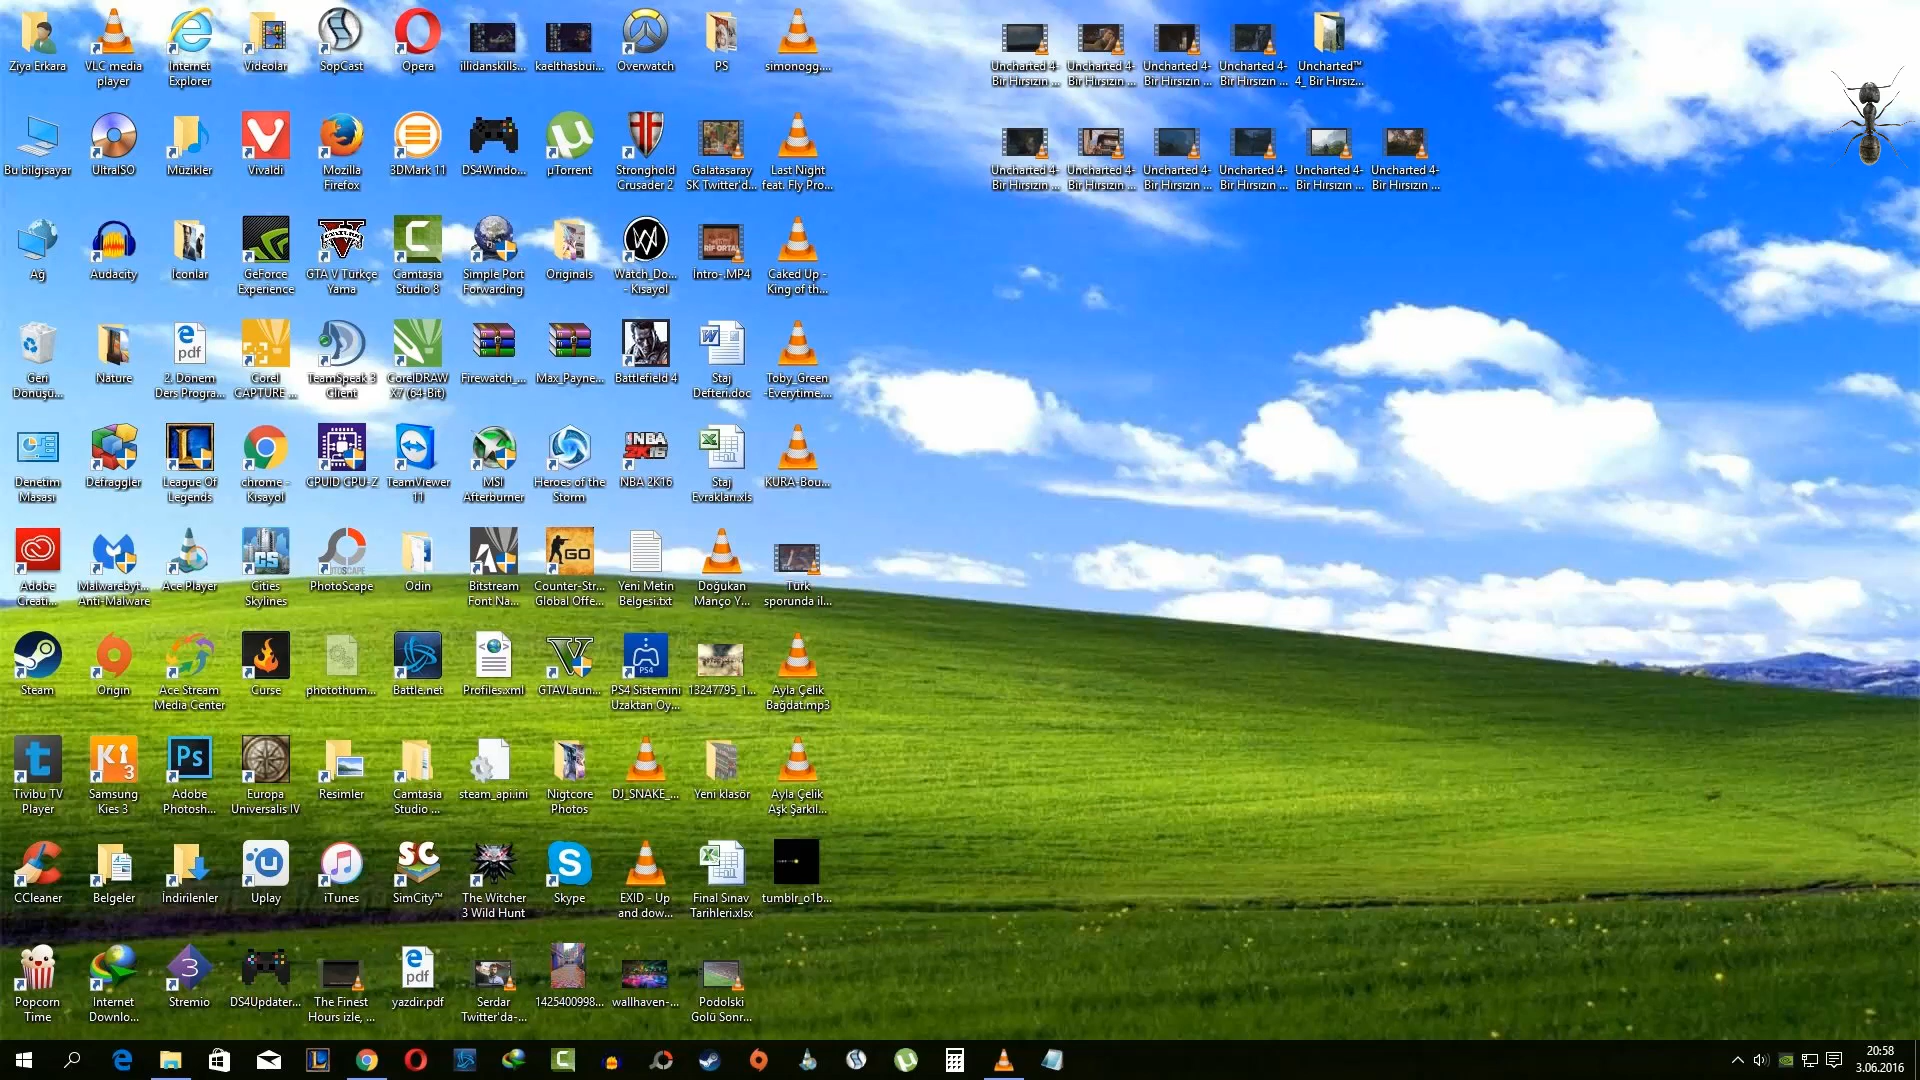 Ziya Erkara
VLC media player
Internet Explorer
Videolar
SopCast
Opera
illidanskills...
kaelthasbui...
Overwatch
PS
simonogg....
Uncharted 4- Bir Hırsızın ...
Uncharted 4- Bir Hırsızın ...
Uncharted 4- Bir Hırsızın ...
Uncharted 4- Bir Hırsızın ...
Uncharted™ 4_ Bir Hırsız...
Bu bilgisayar
UltraISO
Müzikler
Vivaldi
Mozilla Firefox
3DMark 11
DS4Windo...
µTorrent
Stronghold Crusader 2
Galatasaray SK Twitter'd...
Last Night feat. Fly Pro...
Uncharted 4- Bir Hırsızın ...
Uncharted 4- Bir Hırsızın ...
Uncharted 4- Bir Hırsızın ...
Uncharted 4- Bir Hırsızın ...
Uncharted 4- Bir Hırsızın ...
Uncharted 4- Bir Hırsızın ...
Ağ
Audacity
İconlar
GeForce Experience
GTA V Türkçe Yama
Camtasia Studio 8
Simple Port Forwarding
Originals
Watch_Do... - Kısayol
İntro-.MP4
Caked Up - King of th...
Geri Dönüşü...
Nature
2. Dönem Ders Progra...
Corel CAPTURE ...
TeamSpeak 3 Client
CorelDRAW X7 (64-Bit)
Firewatch_...
Max_Payne...
Battlefield 4
Staj Defteri.doc
Toby_Green -Everytime....
Denetim Masası
Defraggler
League Of Legends
chrome - Kısayol
CPUID CPU-Z
TeamViewer 11
MSI Afterburner
Heroes of the Storm
NBA 2K16
Staj Evrakları.xls
KURA-Bou...
Adobe Creati...
Malwarebyt... Anti-Malware
Ace Player
Cities Skylines
PhotoScape
Odin
Bitstream Font Na...
Counter-Str... Global Offe...
Yeni Metin Belgesi.txt
Doğukan Manço Y...
Türk sporunda il...
Steam
Origin
Ace Stream Media Center
Curse
photothum...
Battle.net
Profiles.xml
GTAVLaun...
PS4 Sistemini Uzaktan Oy...
13247795_1...
Ayla Çelik Bağdat.mp3
Tivibu TV Player
Samsung Kies 3
Adobe Photosh...
Europa Universalis IV
Resimler
Camtasia Studio ...
steam_api.ini
Nigtcore Photos
DJ_SNAKE_...
Yeni klasör
Ayla Çelik Aşk Şarkıl...
CCleaner
Belgeler
İndirilenler
Uplay
iTunes
SimCity™
The Witcher 3 Wild Hunt
Skype
EXID - Up and dow...
Final Sınav Tarihleri.xlsx
tumblr_o1b...
Popcorn Time
Internet Downlo...
Stremio
DS4Updater...
The Finest Hours izle, ...
yazdir.pdf
Serdar Twitter'da-...
1425400998...
wallhaven-...
Podolski Golü Sonr...
20:58
3.06.2016